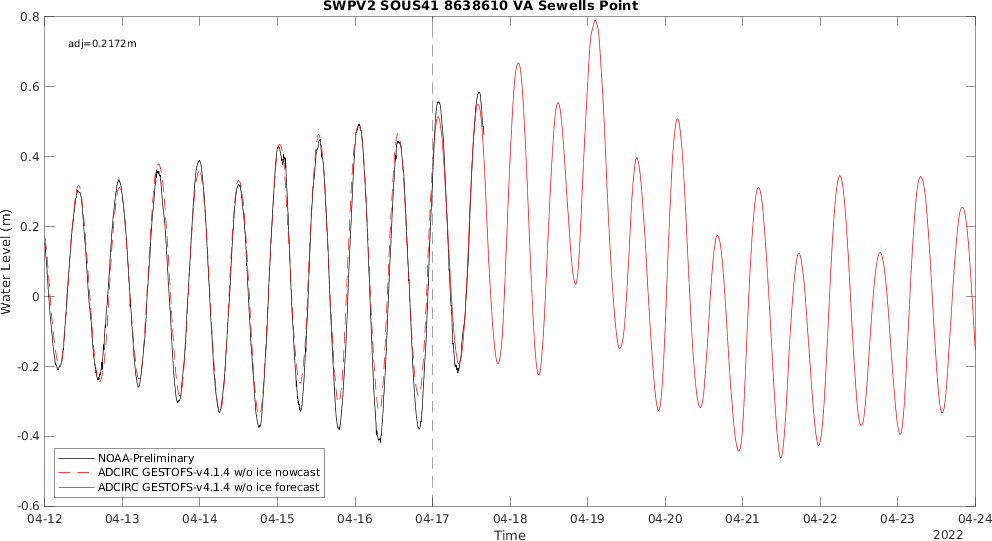 SWPV2 SOUS41 8638610 VA Sewells Point
adj=0.2172m
0.8
0.6
0.4
0.2
0
-0.2
-0.4
-0.6
Water Level (m)
NOAA-Preliminary
ADCIRC GESTOFS-v4.1.4 w/o ice nowcast
ADCIRC GESTOFS-v4.1.4 w/o ice forecast
04-12 04-13 04-14 04-15 04-16 04-17 04-18 04-19 04-20 04-21 04-22 04-23 04-24
Time
2022